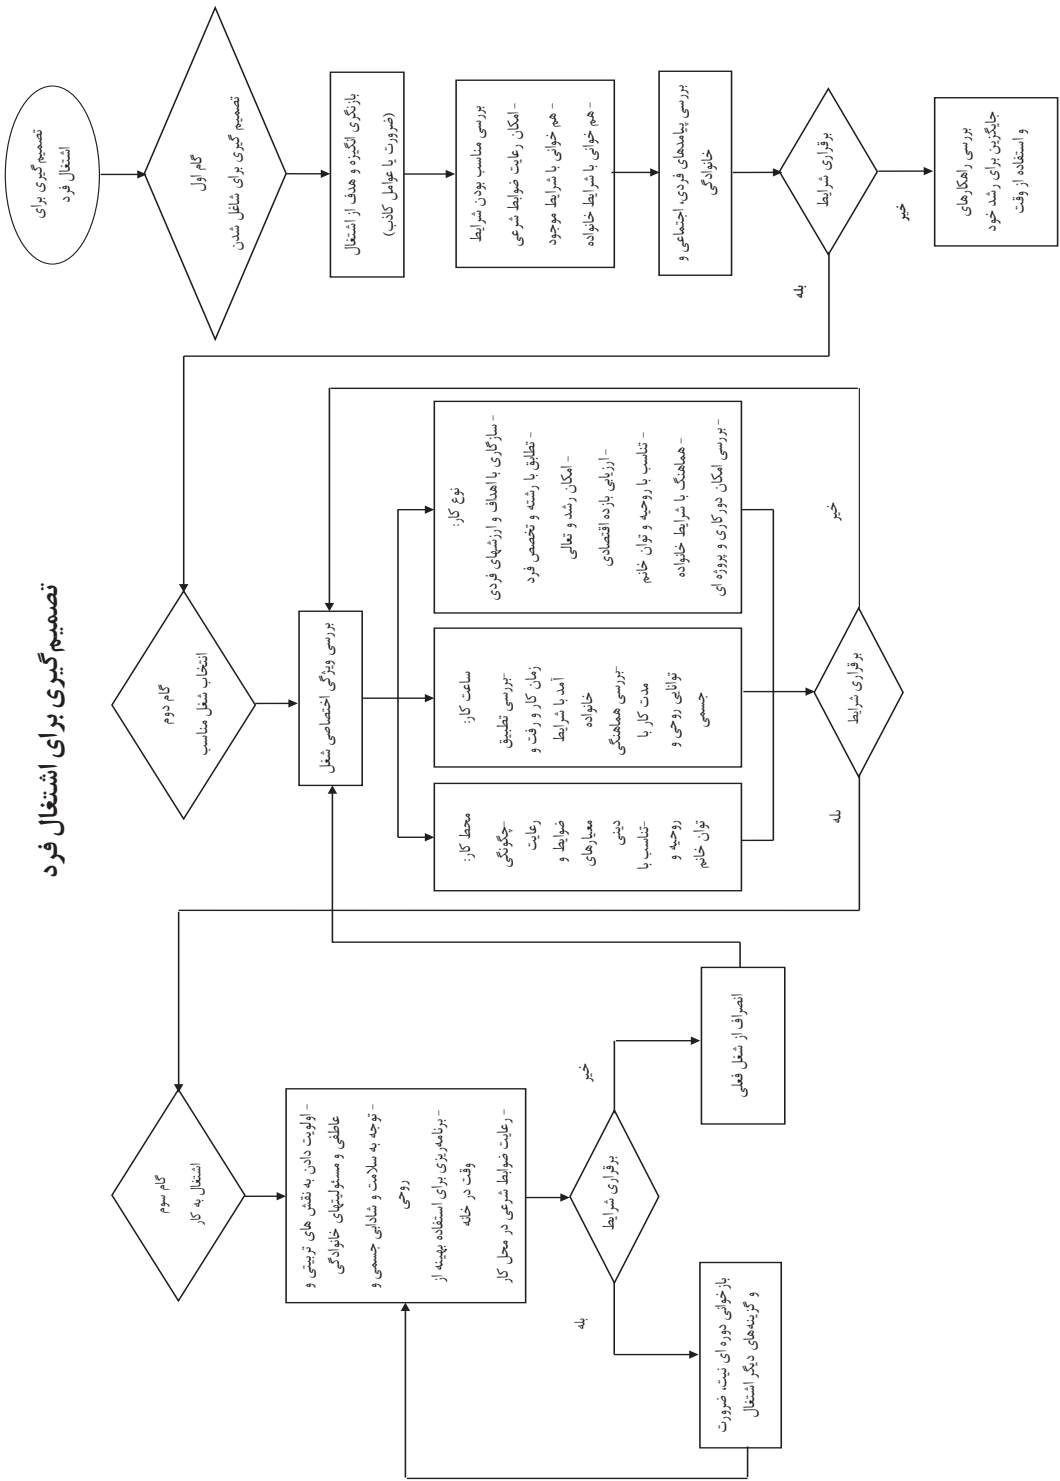 تصمیم گیری برای اشتغال فرد
تصمیم گیری برای
اشتغال فرد
گام اول
تصمیم گیری برای شاغل شدن
بازنگری انگیزه و هدف از اشتغال
(ضرورت یا عوامل کاذب)
بررسی مناسب بودن شرایط
- امکان رعایت ضوابط شرعی
- هم خوانی با شرایط موجود
- هم خوانی با شرایط خانواده
بررسی پیامدهای فردی، اجتماعی و
خانوادگی
برقراری شرایط
خیر
بله
بررسی راهکارهای
جایگزین برای رشد خود
و استفاده از وقت
گام دوم
انتخاب شغل مناسب
بررسی ویژگی اختصاصی شغل
نوع کار:
- سازگاری با اهداف و ارزشهای فردی
- تطابق با رشته و تخصص فرد
- امکان رشد و تعالی
- ارزیابی بازده اقتصادی
- تناسب با روحیه و توان خانم
- هماهنگ با شرایط خانواده
- بررسی امکان دورکاری و پروژه ای
ساعت کار:
-بررسی تطبیق
زمان کار و رفت و
آمد با شرایط
خانواده
-بررسی هماهنگی
مدت کار با
توانایی روحی و
جسمی
محط کار:
-چگونگی
رعایت
ضوابط و
معیارهای
دینی
-تناسب با
روحیه و
توان خانم
برقراری شرایط
خیر
بله
گام سوم
اشتغال به کار
- اولویت دادن به نقش های تربیتی و
عاطفی و مسئولیتهای خانوادگی
- توجه به سلامت و شادابی جسمی و
روحی
- برنامه‌ریزی برای استفاده بهینه از
وقت در خانه
- رعایت ضوابط شرعی در محل کار
برقراری شرایط
خیر
بله
انصراف از شغل فعلی
بازخوانی دوره ای نیت، ضرورت
و گزینه‌های دیگر اشتغال